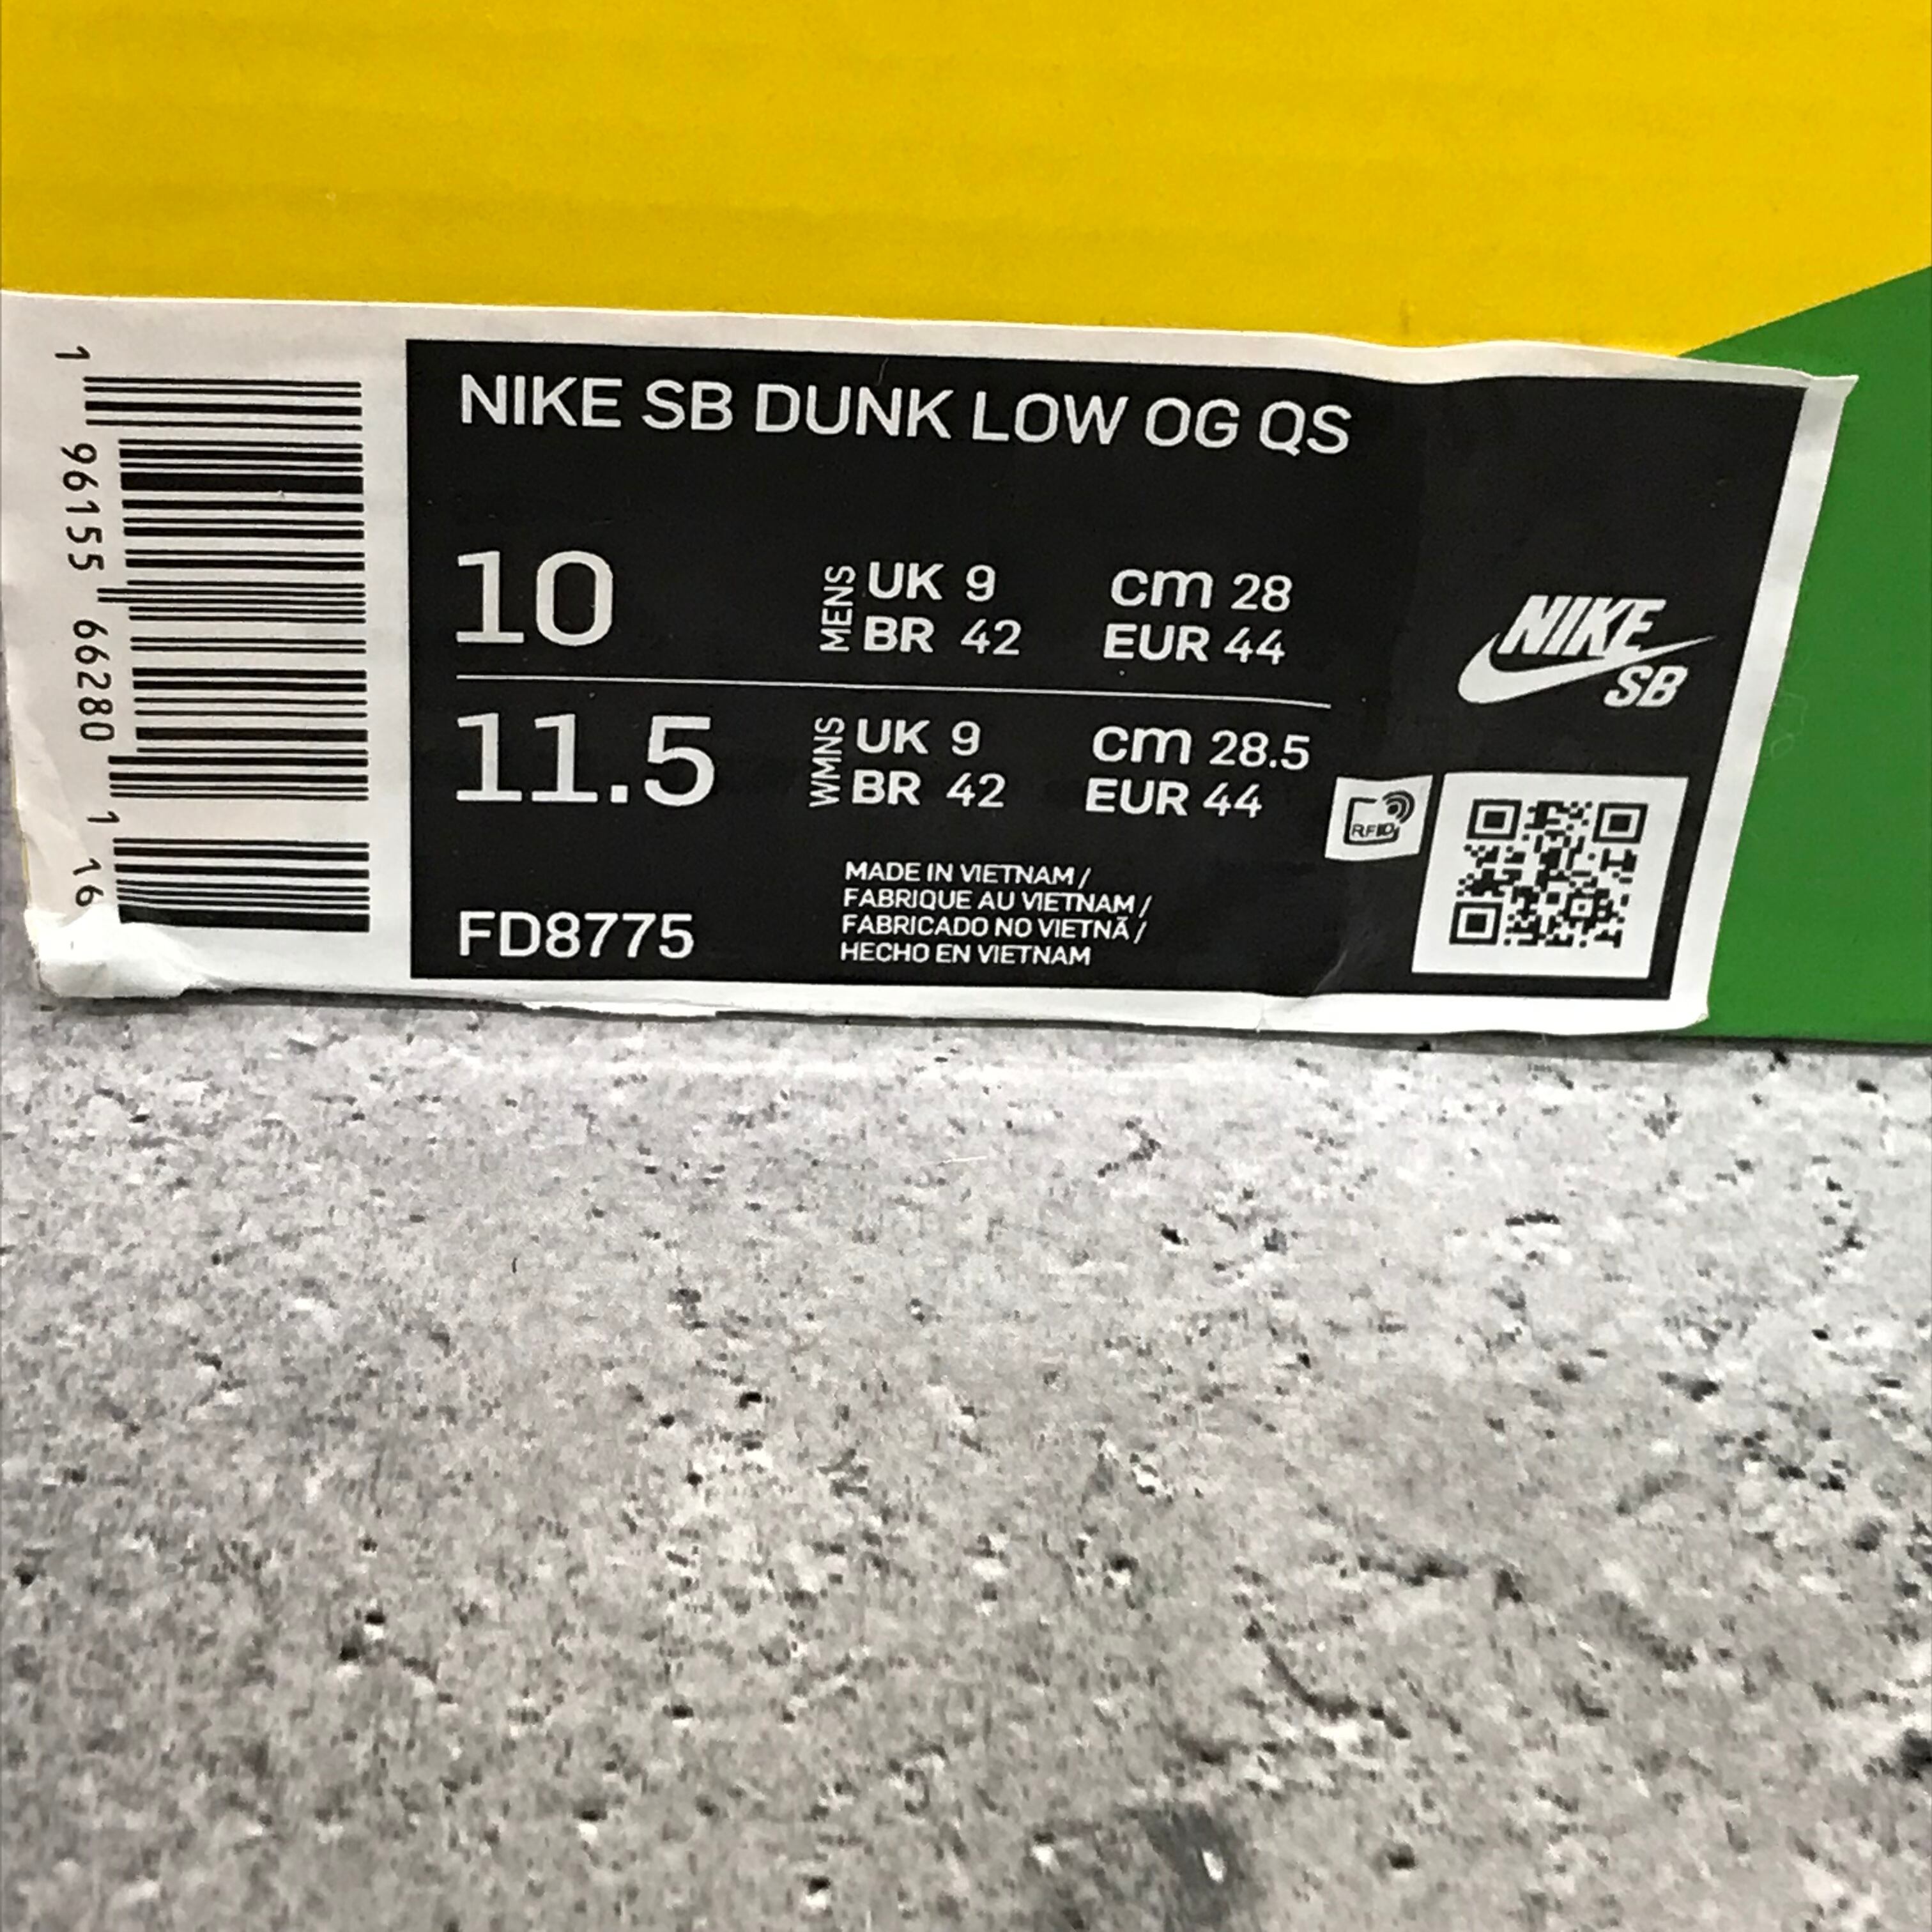 NIKE SB DUNK LOW OG QS
10
MENS
UK 9
BR 42
cm 28
EUR 44
11.5
WMNS
UK 9
BR 42
cm 28.5
EUR 44
FD8775
MADE IN VIETNAM /
FABRIQUE AU VIETNAM /
FABRICADO NO VIETNÃ /
HECHO EN VIETNAM
NIKE
SB
RFID
1 96155 66280 1 16